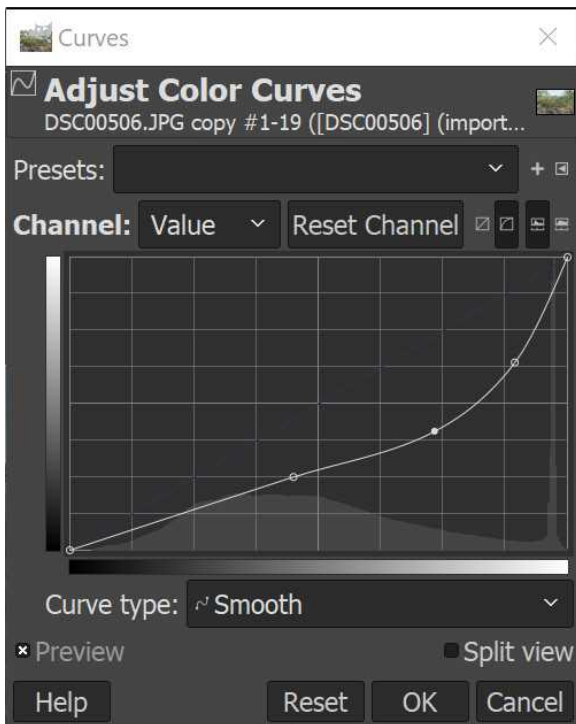 Curves
Adjust Color Curves
DSC00506.JPG copy #1-19 ([DSC00506] (import...
Presets:
Channel: Value Reset Channel
Curve type: Smooth
Preview Split view
Help Reset OK Cancel